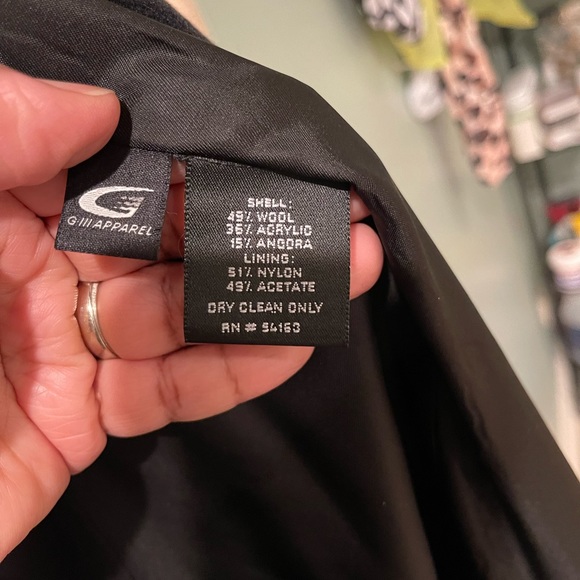 G-III APPAREL
SHELL:
49% WOOL
36% ACRYLIC
15% ANGORA
LINING:
51% NYLON
49% ACETATE
DRY CLEAN ONLY
RN # 54163